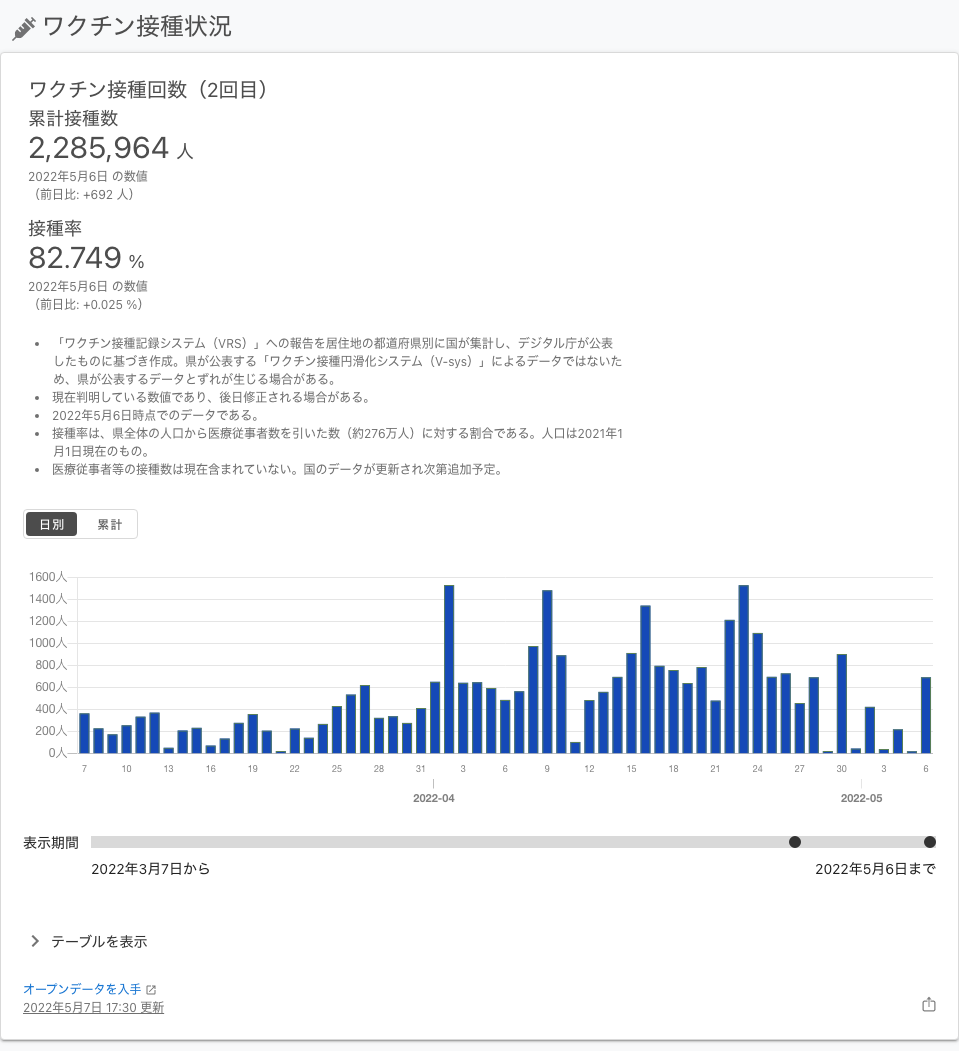 ワクチン接種状況
ワクチン接種回数（2回目）
累計接種数
2,285,964 人
2022年5月6日 の数値
（前日比: +692 人）
接種率
82.749 %
2022年5月6日 の数値
（前日比: +0.025 %）
「ワクチン接種記録システム（VRS）」への報告を居住地の都道府県別に国が集計し、デジタル庁が公表
したものに基づき作成。県が公表する「ワクチン接種円滑化システム（V-sys）」によるデータではないた
め、県が公表するデータとずれが生じる場合がある。
現在判明している数値であり、後日修正される場合がある。
2022年5月6日時点でのデータである。
接種率は、県全体の人口から医療従事者数を引いた数（約276万人）に対する割合である。人口は2021年1
月1日現在のもの。
医療従事者等の接種数は現在含まれていない。国のデータが更新され次第追加予定。
日別 累計
1600人
1400人
1200人
1000人
800人
600人
400人
200人
0人
7 10 13 16 19 22 25 28 31 3 6 9 12 15 18 21 24 27 30 3 6
2022-04 2022-05
表示期間
2022年3月7日から 2022年5月6日まで
テーブルを表示
オープンデータを入手
2022年5月7日 17:30 更新